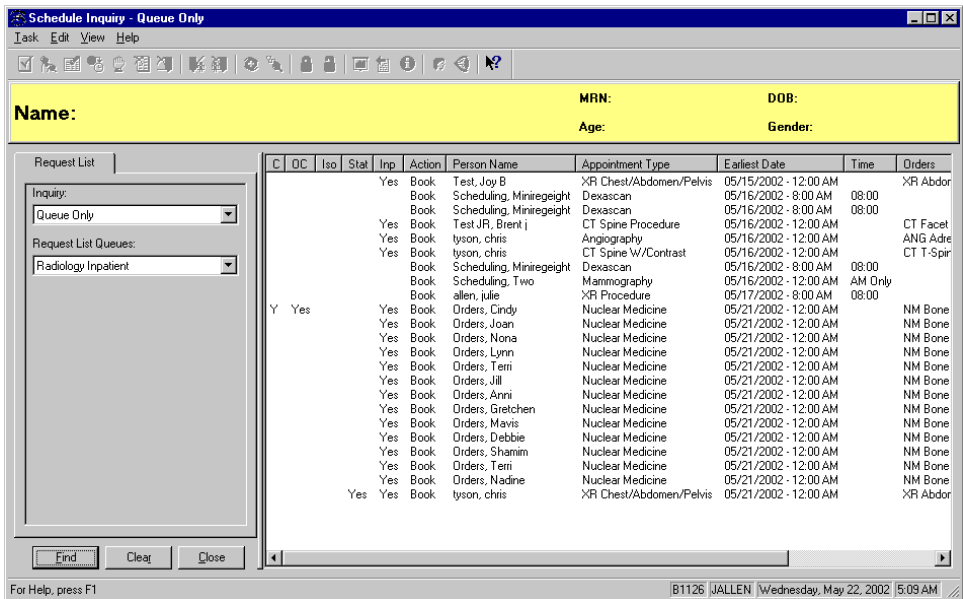 Schedule Inquiry - Queue Only
Task Edit View Help
Name:
MRN: DOB:
Age: Gender:
Request List
Inquiry:
Queue Only
Request List Queues:
Radiology Inpatient
Find Clear Close
C OC Iso Stat Inp Action Person Name Appointment Type Earliest Date Time Orders
Yes Book Test, Joy B XR Chest/Abdomen/Pelvis 05/15/2002 - 12:00 AM XR Abdor
Book Scheduling, Miniregeight Dexascan 05/16/2002 - 8:00 AM 08:00
Book Scheduling, Miniregeight Dexascan 05/16/2002 - 8:00 AM 08:00
Yes Book Test JR, Brent j CT Spine Procedure 05/16/2002 - 12:00 AM CT Facet
Yes Book tyson, chris Angiography 05/16/2002 - 12:00 AM ANG Adre
Yes Book tyson, chris CT Spine W/Contrast 05/16/2002 - 12:00 AM CT T-Spir
Book Scheduling, Miniregeight Dexascan 05/16/2002 - 8:00 AM 08:00
Book Scheduling, Two Mammography 05/16/2002 - 12:00 AM AM Only
Book allen, julie XR Procedure 05/17/2002 - 8:00 AM 08:00
Y Yes Yes Book Orders, Cindy Nuclear Medicine 05/21/2002 - 12:00 AM NM Bone
Yes Book Orders, Joan Nuclear Medicine 05/21/2002 - 12:00 AM NM Bone
Yes Book Orders, Nona Nuclear Medicine 05/21/2002 - 12:00 AM NM Bone
Yes Book Orders, Lynn Nuclear Medicine 05/21/2002 - 12:00 AM NM Bone
Yes Book Orders, Terri Nuclear Medicine 05/21/2002 - 12:00 AM NM Bone
Yes Book Orders, Jill Nuclear Medicine 05/21/2002 - 12:00 AM NM Bone
Yes Book Orders, Anni Nuclear Medicine 05/21/2002 - 12:00 AM NM Bone
Yes Book Orders, Gretchen Nuclear Medicine 05/21/2002 - 12:00 AM NM Bone
Yes Book Orders, Mavis Nuclear Medicine 05/21/2002 - 12:00 AM NM Bone
Yes Book Orders, Debbie Nuclear Medicine 05/21/2002 - 12:00 AM NM Bone
Yes Book Orders, Shamim Nuclear Medicine 05/21/2002 - 12:00 AM NM Bone
Yes Book Orders, Terri Nuclear Medicine 05/21/2002 - 12:00 AM NM Bone
Yes Book Orders, Nadine Nuclear Medicine 05/21/2002 - 12:00 AM NM Bone
Yes Yes Book tyson, chris XR Chest/Abdomen/Pelvis 05/21/2002 - 12:00 AM XR Abdor
For Help, press F1 B1126 JALLEN Wednesday, May 22, 2002 5:09 AM